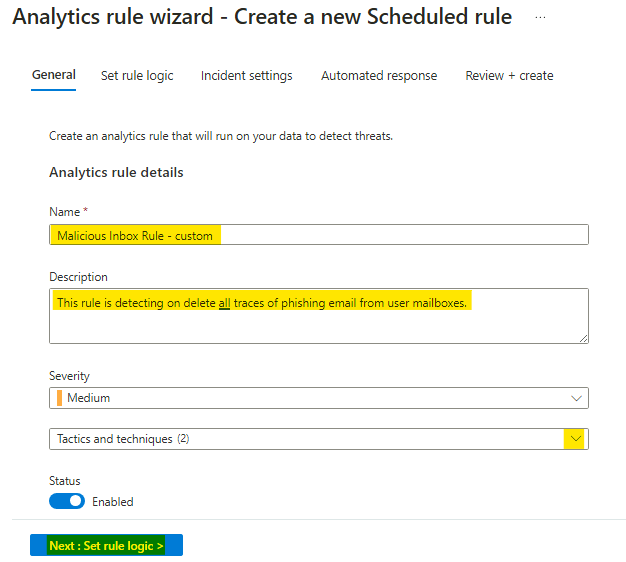 Analytics rule wizard - Create a new Scheduled rule ...
General Set rule logic Incident settings Automated response Review + create
Create an analytics rule that will run on your data to detect threats.
Analytics rule details
Name *
Malicious Inbox Rule - custom
Description
This rule is detecting on delete all traces of phishing email from user mailboxes.
Severity
Medium
Tactics and techniques (2)
Status
Enabled
Next : Set rule logic >